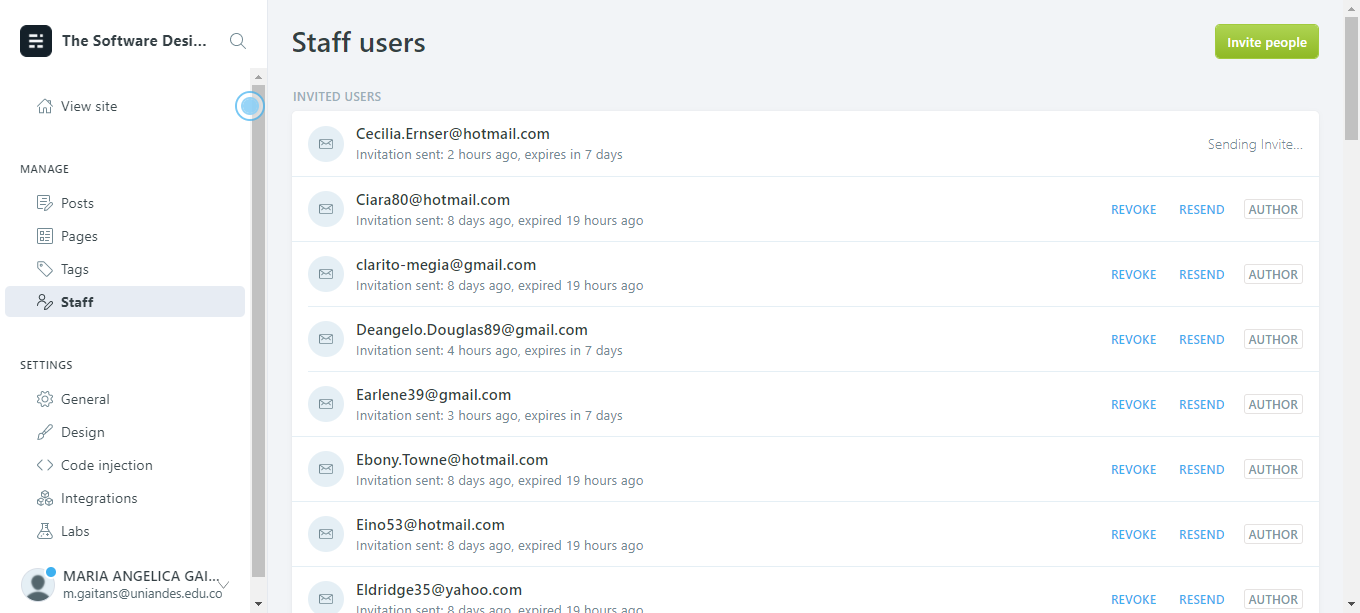 The Software Desi...
View site
MANAGE
Posts
Pages
Tags
Staff
SETTINGS
General
Design
Code injection
Integrations
Labs
MARIA ANGELICA GAI...
m.gaitans@uniandes.edu.co
Staff users
Invite people
INVITED USERS
Cecilia.Ernser@hotmail.com
Invitation sent: 2 hours ago, expires in 7 days
Sending Invite...
Ciara80@hotmail.com
Invitation sent: 8 days ago, expired 19 hours ago
REVOKE RESEND AUTHOR
clarito-megia@gmail.com
Invitation sent: 8 days ago, expired 19 hours ago
REVOKE RESEND AUTHOR
Deangelo.Douglas89@gmail.com
Invitation sent: 4 hours ago, expires in 7 days
REVOKE RESEND AUTHOR
Earlene39@gmail.com
Invitation sent: 3 hours ago, expires in 7 days
REVOKE RESEND AUTHOR
Ebony.Towne@hotmail.com
Invitation sent: 8 days ago, expired 19 hours ago
REVOKE RESEND AUTHOR
Eino53@hotmail.com
Invitation sent: 8 days ago, expired 19 hours ago
REVOKE RESEND AUTHOR
Eldridge35@yahoo.com
Invitation sent: 8 days ago, expired 19 hours ago
REVOKE RESEND AUTHOR